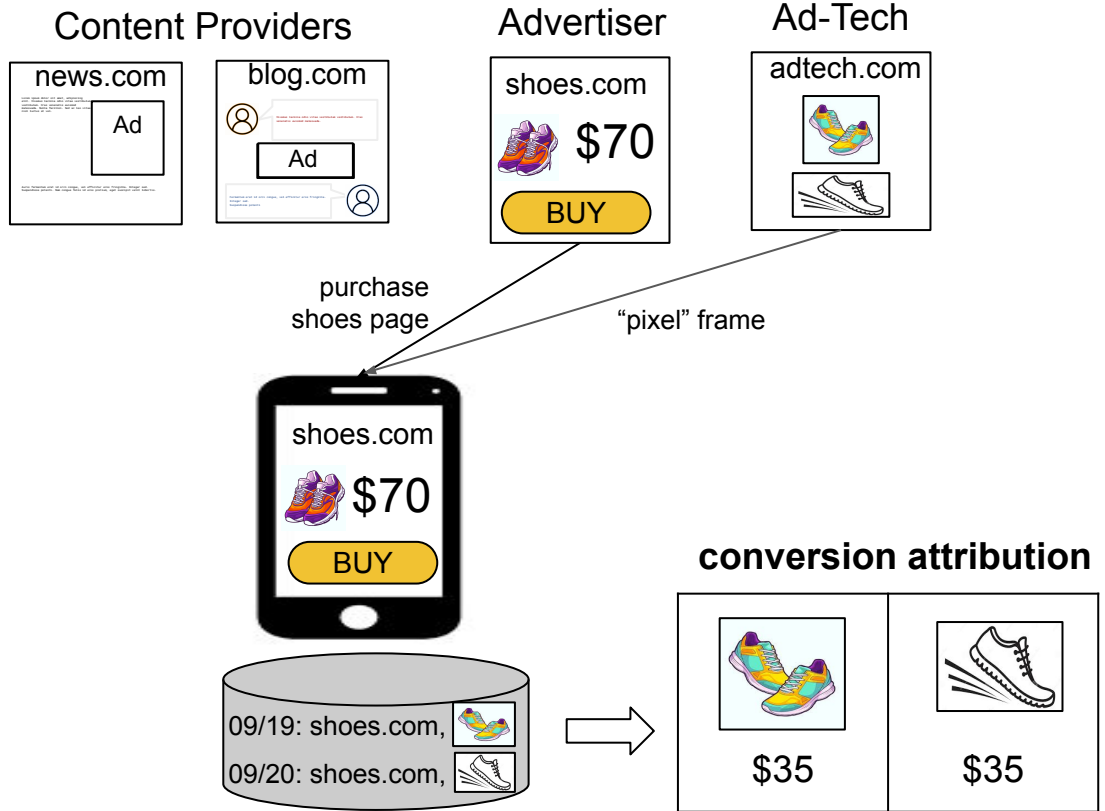 Content Providers
Advertiser
Ad-Tech
news.com
Ad
blog.com
Ad
shoes.com
$70
BUY
adtech.com
purchase
shoes page
“pixel” frame
shoes.com
$70
BUY
conversion attribution
09/19: shoes.com,
09/20: shoes.com,
$35
$35